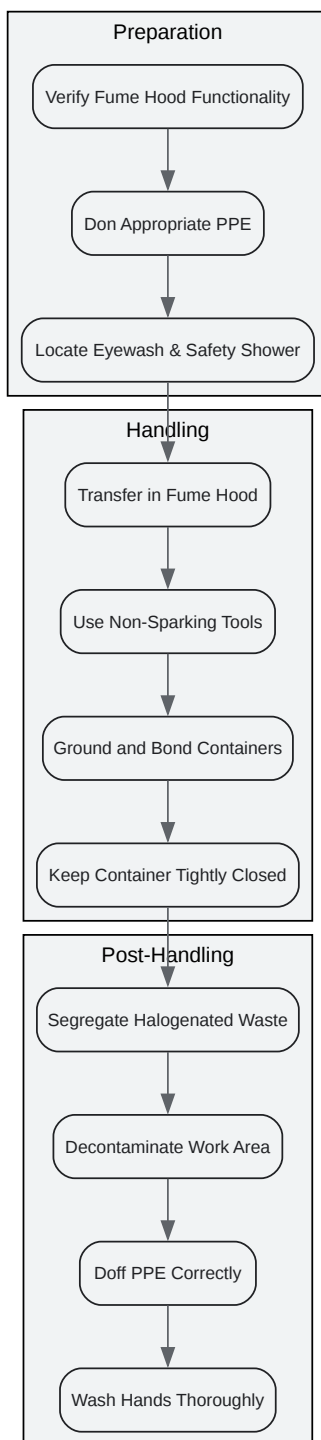 Preparation
Verify Fume Hood Functionality
Don Appropriate PPE
Locate Eyewash & Safety Shower
Handling
Transfer in Fume Hood
Use Non-Sparking Tools
Ground and Bond Containers
Keep Container Tightly Closed
Post-Handling
Segregate Halogenated Waste
Decontaminate Work Area
Doff PPE Correctly
Wash Hands Thoroughly